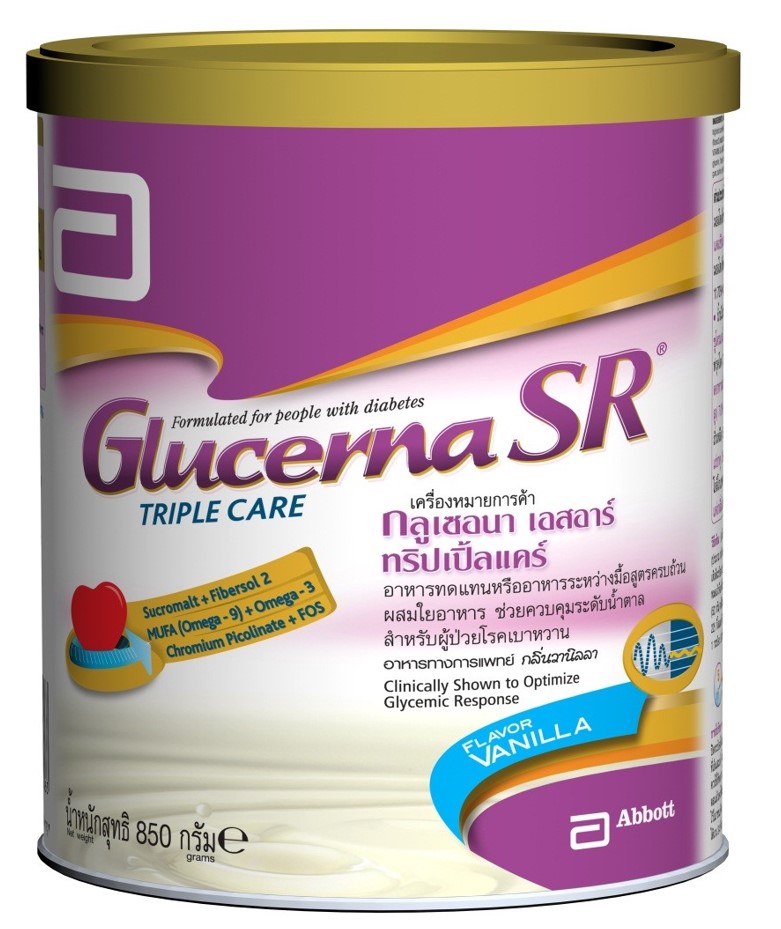 Formulated for people with diabetes
Glucerna SR®
TRIPLE CARE
เครื่องหมายการค้า
กลูเซอนา เอสอาร์
ทริปเปิ้ลแคร์
อาหารทดแทนหรืออาหารระหว่างมื้อสูตรครบถ้วน
ผสมใยอาหาร ช่วยควบคุมระดับน้ำตาล
สำหรับผู้ป่วยโรคเบาหวาน
อาหารทางการแพทย์ กลิ่นวานิลลา
Clinically Shown to Optimize
Glycemic Response
Sucromalt + Fibersol 2
MUFA (Omega - 9) + Omega - 3
Chromium Picolinate + FOS
FLAVOR
VANILLA
น้ำหนักสุทธิ 850 กรัม℮
Net weight grams
a Abbott